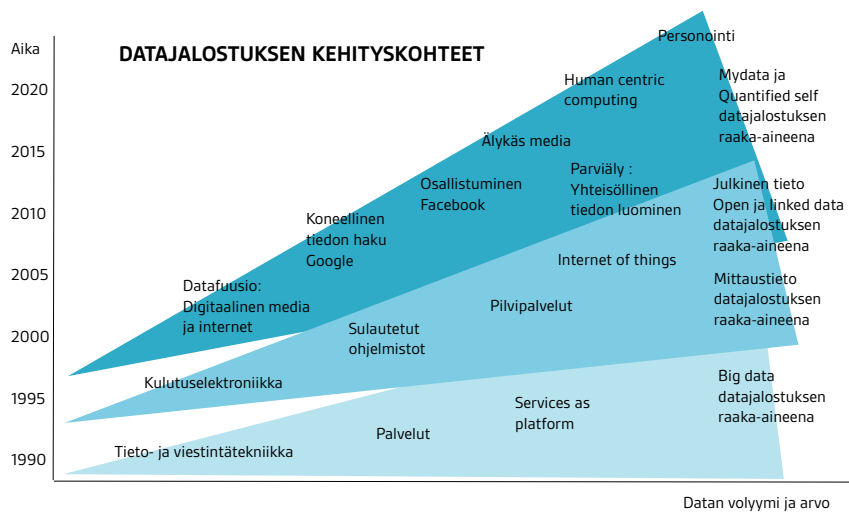 Aika
DATAJALOSTUKSEN KEHITYSKOHTEET
2020
2015
2010
2005
2000
1995
1990
Personointi
Human centric
computing
Mydata ja
Quantified self
datajalostuksen
raaka-aineena
Älykäs media
Parviäly :
Yhteisöllinen
tiedon luominen
Osallistuminen
Facebook
Koneellinen
tiedon haku
Google
Datafuusio:
Digitaalinen media
ja internet
Julkinen tieto
Open ja linked data
datajalostuksen
raaka-aineena
Internet of things
Pilvipalvelut
Sulautetut
ohjelmistot
Kulutuselektroniikka
Mittaustieto
datajalostuksen
raaka-aineena
Big data
datajalostuksen
raaka-aineena
Services as
platform
Palvelut
Tieto- ja viestintätekniikka
Datan volyymi ja arvo